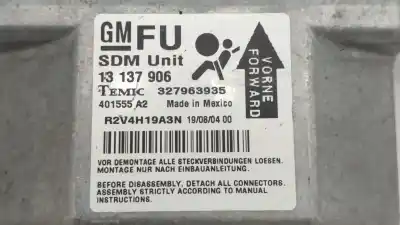 GM FU
SDM Unit
13 137 906
TEMIC 327963935
401555 A2 Made in Mexico
R2V4H19A3N 19/08/04 00
VORNE
FORWARD
VOR DEMONTAGE ALLE STECKVERBINDUNGEN LOESEN.
MONTAGE NUR NACH EINBAUANLEITUNG.
BEFORE DISASSEMBLY, DETACH ALL CONNECTORS.
ASSEMBLY STRICTLY ACCORDING TO MANUAL
INSTRUCTIONS.